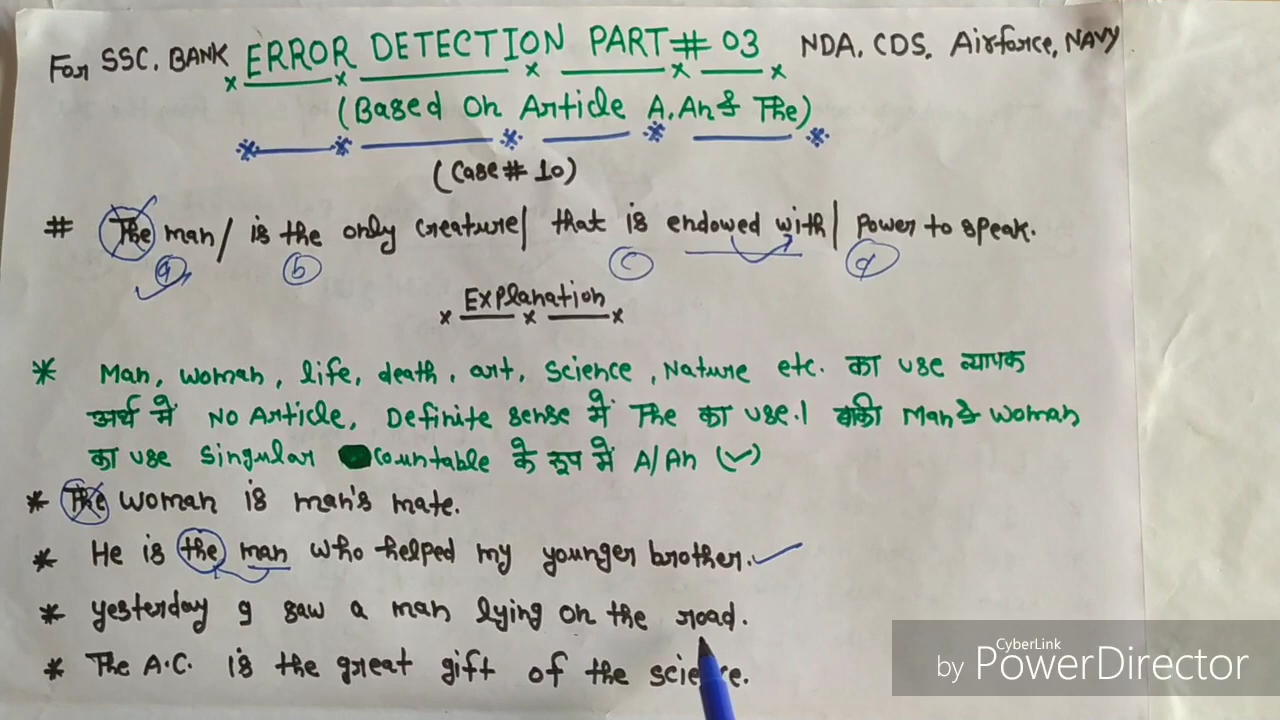 For SSC, BANK ERROR DETECTION PART # 03 NDA, CDS, Airforce, NAVY
(Based On Article A, An & The)
(Case # 10)
# The man / is the only creature / that is endowed with / power to speak.
a b c d
Explanation
* Man, woman, life, death, art, science, Nature etc. का use व्यापक
अर्थ में No Article, Definite sense में The का use. । बाकी Man & woman
का use singular countable के रूप में A/An (✓)
* The woman is man's mate.
* He is the man who helped my younger brother.
* yesterday I saw a man lying on the road.
* The A.C. is the great gift of the science.
CyberLink
by PowerDirector